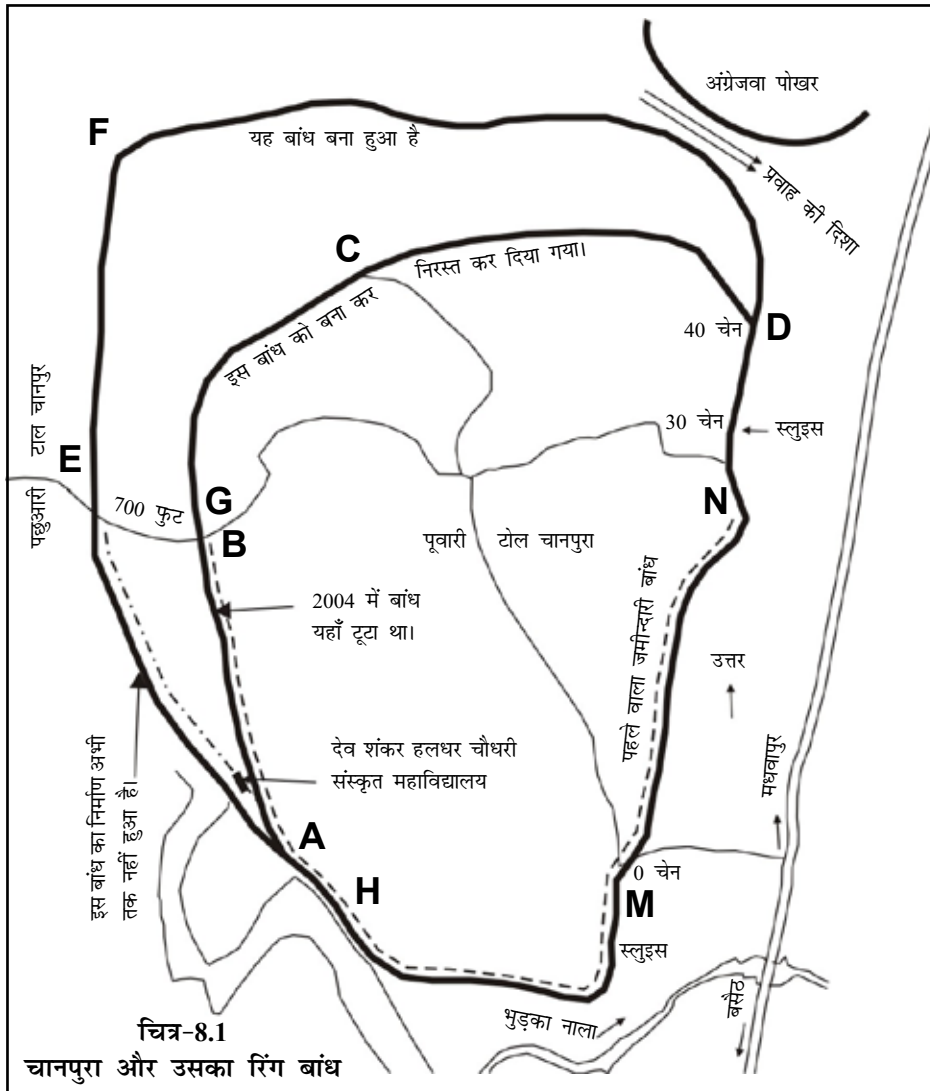 अंग्रेजवा पोखर
F
यह बांध बना हुआ है
प्रवाह की दिशा
C
निरस्त कर दिया गया।
इस बांध को बना कर
40 चेन
D
30 चेन
स्लुइस
टाल चानपुर
E
पछुआरी
700 फुट
G
B
N
पूवारी टोल चानपुरा
2004 में बांध
यहाँ टूटा था।
पहले वाला जमीन्दारी बांध
उत्तर
देव शंकर हलधर चौधरी
संस्कृत महाविद्यालय
मधवापुर
इस बांध का निर्माण अभी
तक नहीं हुआ है।
A
0 चेन
H
M
स्लुइस
बसैठ
भुड़का नाला
चित्र-8.1
चानपुरा और उसका रिंग बांध